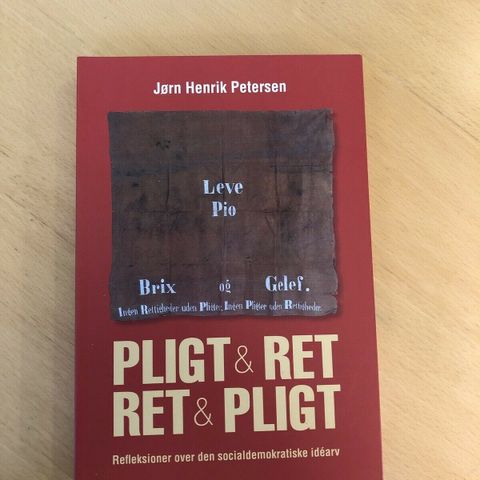 Jørn Henrik Petersen
Leve
Pio
Brix og Gelef.
Ingen Rettigheder uden Pligter, Ingen Pligter uden Rettigheder.
PLIGT & RET
RET & PLIGT
Refleksioner over den socialdemokratiske idéarv